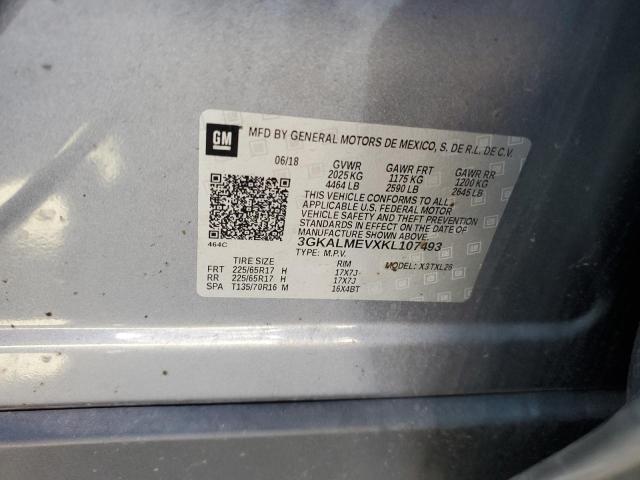 GM MFD BY GENERAL MOTORS DE MEXICO, S. DE R.L. DE C.V.
06/18 GVWR GAWR FRT GAWR RR
2025 KG 1175 KG 1200 KG
4464 LB 2590 LB 2645 LB
THIS VEHICLE CONFORMS TO ALL
APPLICABLE U.S. FEDERAL MOTOR
VEHICLE SAFETY AND THEFT PREVENTION
STANDARDS IN EFFECT ON THE DATE OF
MANUFACTURE SHOWN ABOVE.
464C 3GKALMEVXKL107493
TYPE: M.P.V.
TIRE SIZE RIM MODEL: X3TXL26
FRT 225/65R17 H 17X7J
RR 225/65R17 H 17X7J
SPA T135/70R16 M 16X4BT